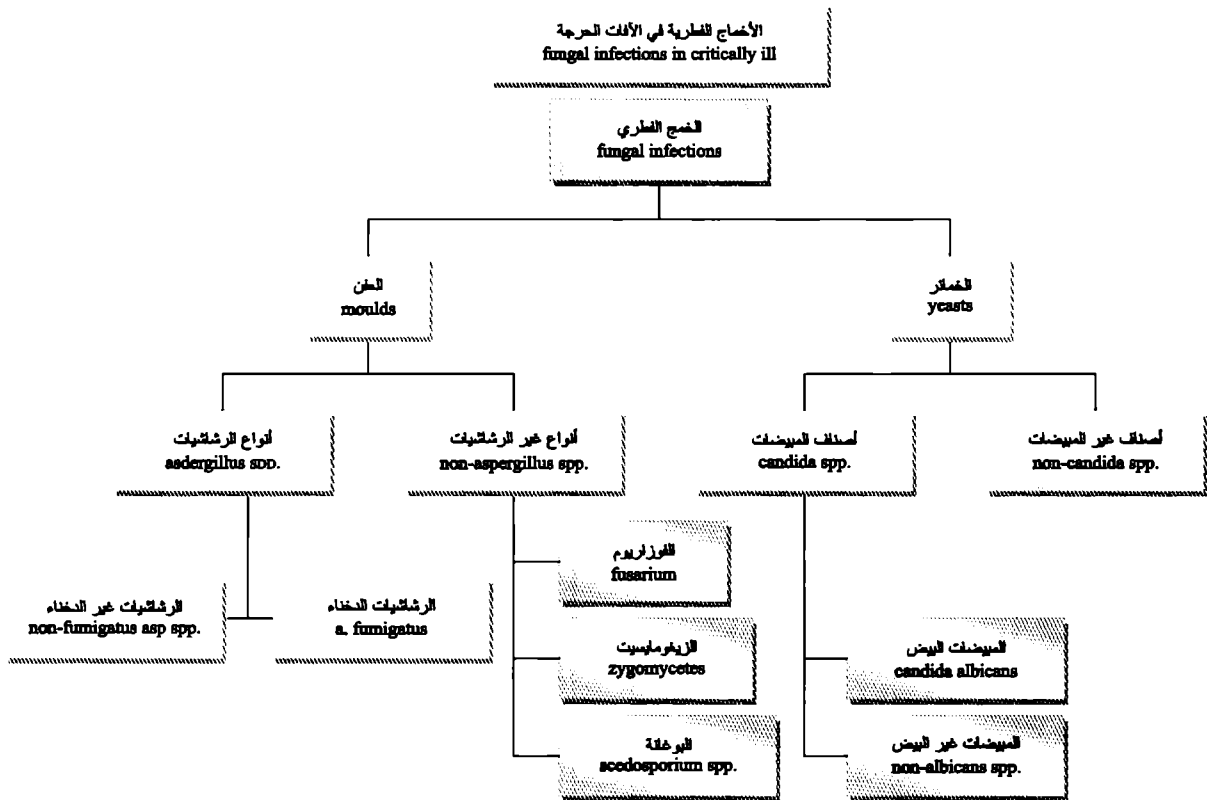 الأخماج الفطرية في الآفات الحرجة
fungal infections in critically ill
الخمج الفطري
fungal infections
العفن
moulds
الخمائر
yeasts
أنواع الرشاشيات
asdergillus spp.
أنواع غير الرشاشيات
non-aspergillus spp.
أصناف المبيضات
candida spp.
أصناف غير المبيضات
non-candida spp.
الفوزاريوم
fusarium
الرشاشيات غير الدخناء
non-fumigatus asp spp.
الرشاشيات الدخناء
a. fumigatus
الزيغومايسيت
zygomycetes
المبيضات البيض
candida albicans
البوغانة
scedosporium spp.
المبيضات غير البيض
non-albicans spp.